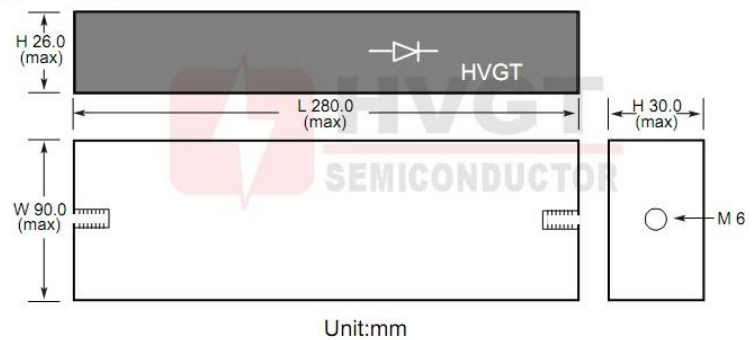 H 26.0
(max)
HVGT
L 280.0
(max)
H 30.0
(max)
HVGT
SEMICONDUCTOR
W 90.0
(max)
M 6
Unit:mm